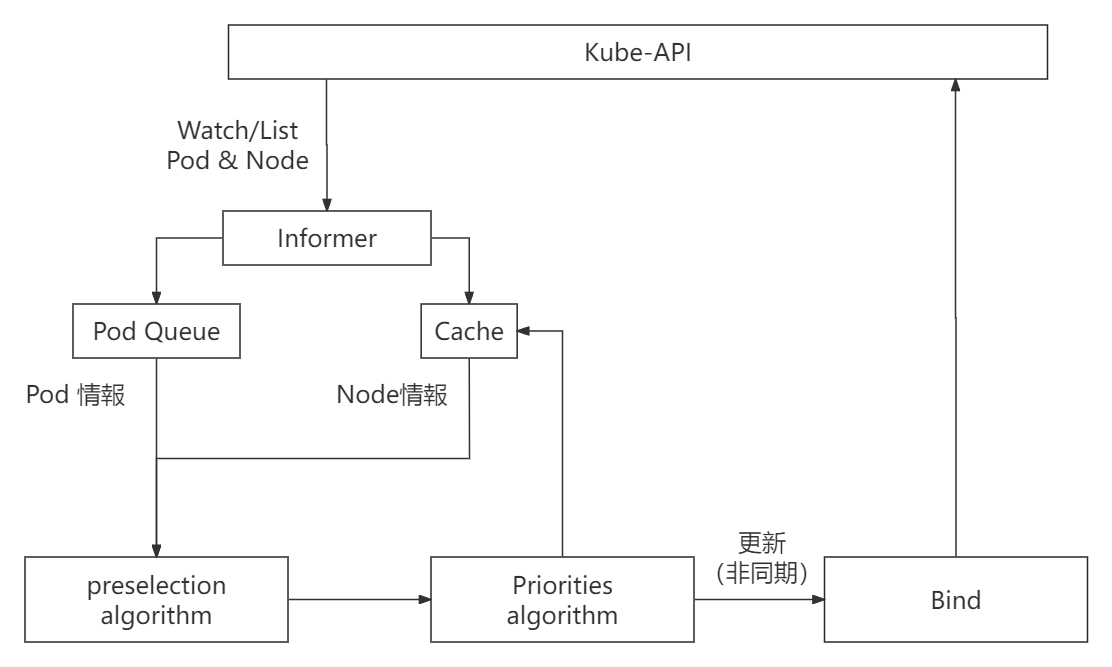 Kube-API
Watch/List
Pod & Node
Informer
Pod Queue
Cache
Pod 情報
Node情報
更新
(非同期)
preselection
algorithm
Priorities
algorithm
Bind